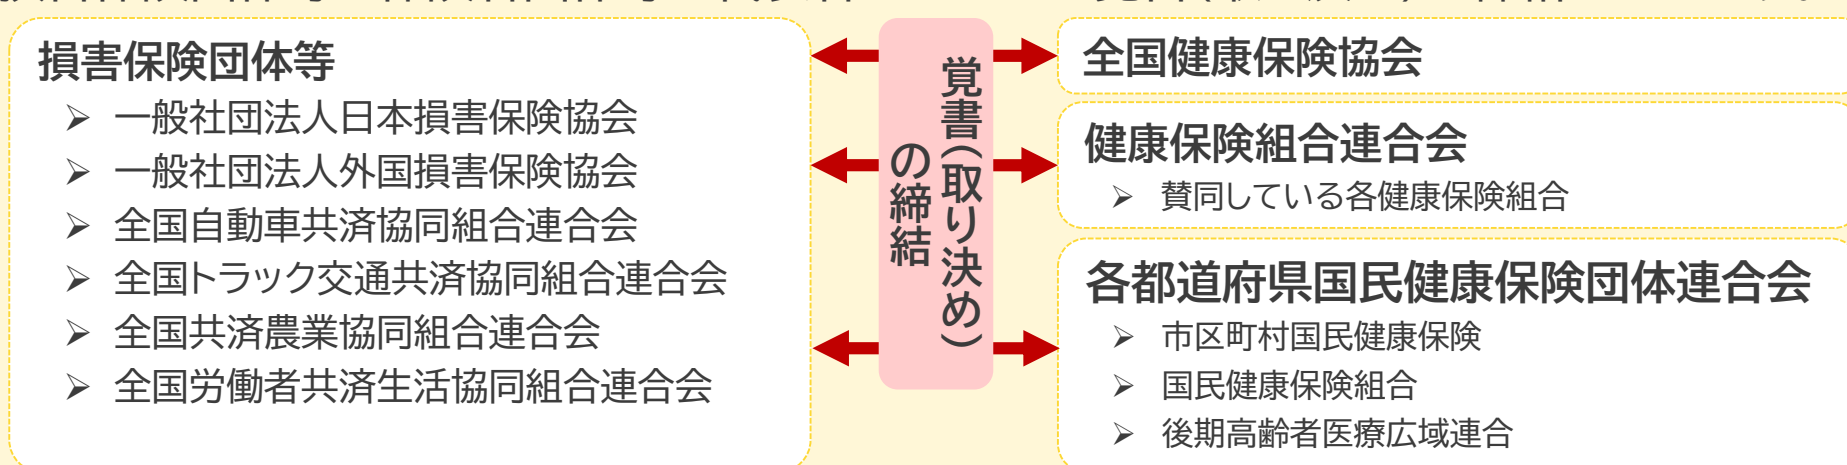 損害保険団体等
➢ 一般社団法人日本損害保険協会
➢ 一般社団法人外国損害保険協会
➢ 全国自動車共済協同組合連合会
➢ 全国トラック交通共済協同組合連合会
➢ 全国共済農業協同組合連合会
➢ 全国労働者共済生活協同組合連合会
覚書(取り決め)
の締結
全国健康保険協会
健康保険組合連合会
➢ 賛同している各健康保険組合
各都道府県国民健康保険団体連合会
➢ 市区町村国民健康保険
➢ 国民健康保険組合
➢ 後期高齢者医療広域連合